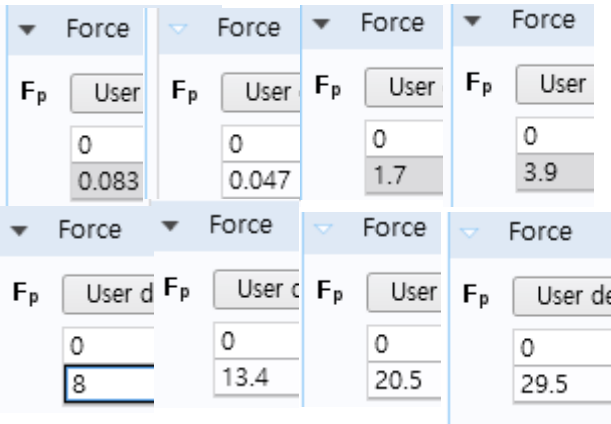 Force Force Force Force
Fp User Fp User Fp User Fp User
0 0 0 0
0.083 0.047 1.7 3.9
Force Force Force Force
Fp User d Fp User Fp User Fp User de
0 0 0 0
8 13.4 20.5 29.5